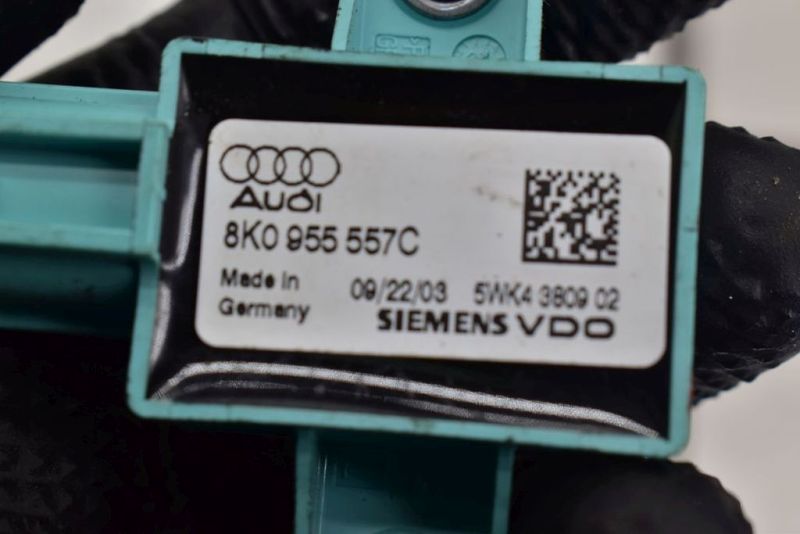 Audi
8K0 955 557C
Made in
Germany
09/22/03 5WK4 3809 02
SIEMENS VDO